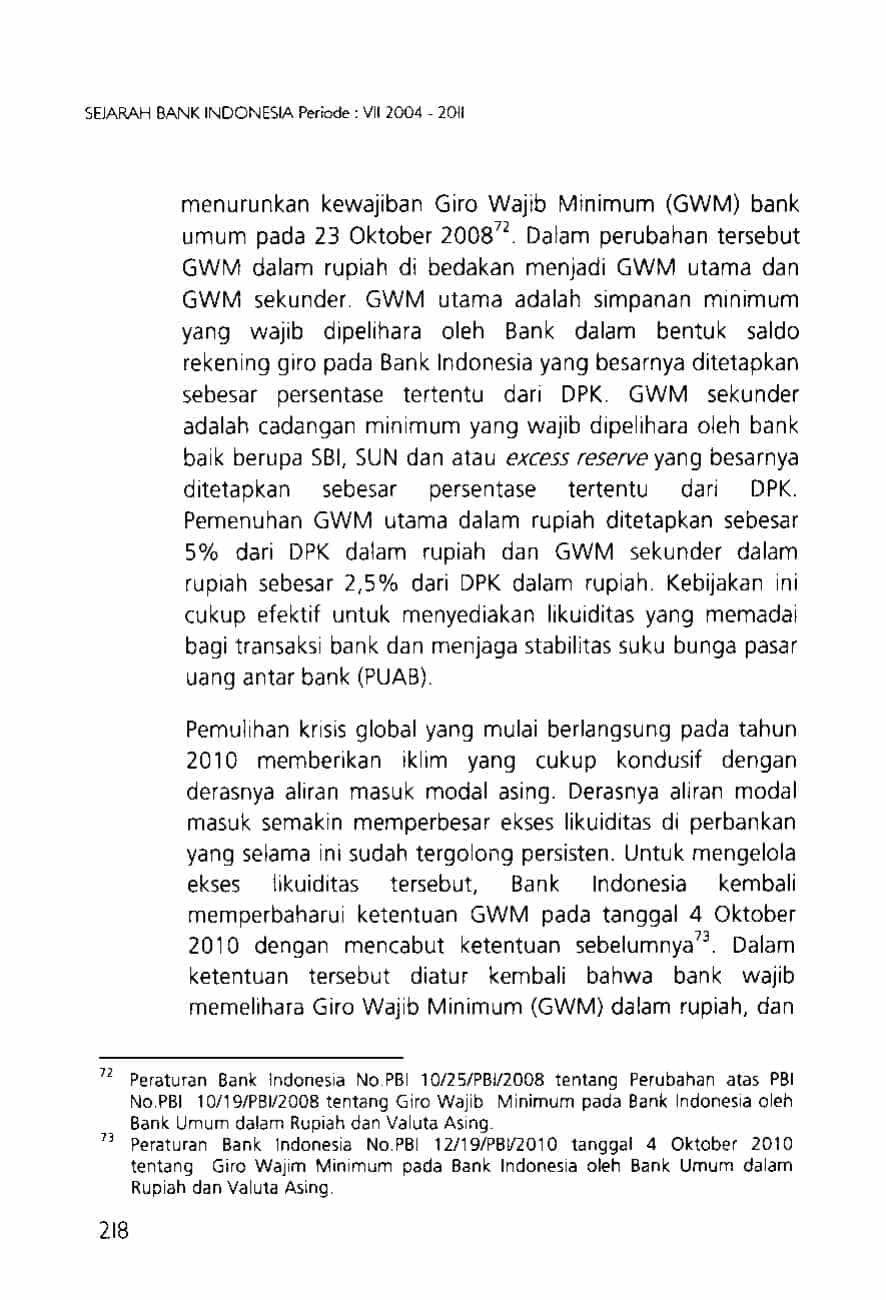 SEJARAH BANK INDONESIA Periode : VII 2004 - 2011
menurunkan kewajiban Giro Wajib Minimum (GWM) bank
umum pada 23 Oktober 2008⁷². Dalam perubahan tersebut
GWM dalam rupiah di bedakan menjadi GWM utama dan
GWM sekunder. GWM utama adalah simpanan minimum
yang wajib dipelihara oleh Bank dalam bentuk saldo
rekening giro pada Bank Indonesia yang besarnya ditetapkan
sebesar persentase tertentu dari DPK. GWM sekunder
adalah cadangan minimum yang wajib dipelihara oleh bank
baik berupa SBI, SUN dan atau excess reserve yang besarnya
ditetapkan sebesar persentase tertentu dari DPK.
Pemenuhan GWM utama dalam rupiah ditetapkan sebesar
5% dari DPK dalam rupiah dan GWM sekunder dalam
rupiah sebesar 2,5% dari DPK dalam rupiah. Kebijakan ini
cukup efektif untuk menyediakan likuiditas yang memadai
bagi transaksi bank dan menjaga stabilitas suku bunga pasar
uang antar bank (PUAB).
Pemulihan krisis global yang mulai berlangsung pada tahun
2010 memberikan iklim yang cukup kondusif dengan
derasnya aliran masuk modal asing. Derasnya aliran modal
masuk semakin memperbesar ekses likuiditas di perbankan
yang selama ini sudah tergolong persisten. Untuk mengelola
ekses likuiditas tersebut, Bank Indonesia kembali
memperbaharui ketentuan GWM pada tanggal 4 Oktober
2010 dengan mencabut ketentuan sebelumnya⁷³. Dalam
ketentuan tersebut diatur kembali bahwa bank wajib
memelihara Giro Wajib Minimum (GWM) dalam rupiah, dan
⁷² Peraturan Bank Indonesia No.PBI 10/25/PBI/2008 tentang Perubahan atas PBI
No.PBI 10/19/PBI/2008 tentang Giro Wajib Minimum pada Bank Indonesia oleh
Bank Umum dalam Rupiah dan Valuta Asing.
⁷³ Peraturan Bank Indonesia No.PBI 12/19/PBI/2010 tanggal 4 Oktober 2010
tentang Giro Wajim Minimum pada Bank Indonesia oleh Bank Umum dalam
Rupiah dan Valuta Asing.
218